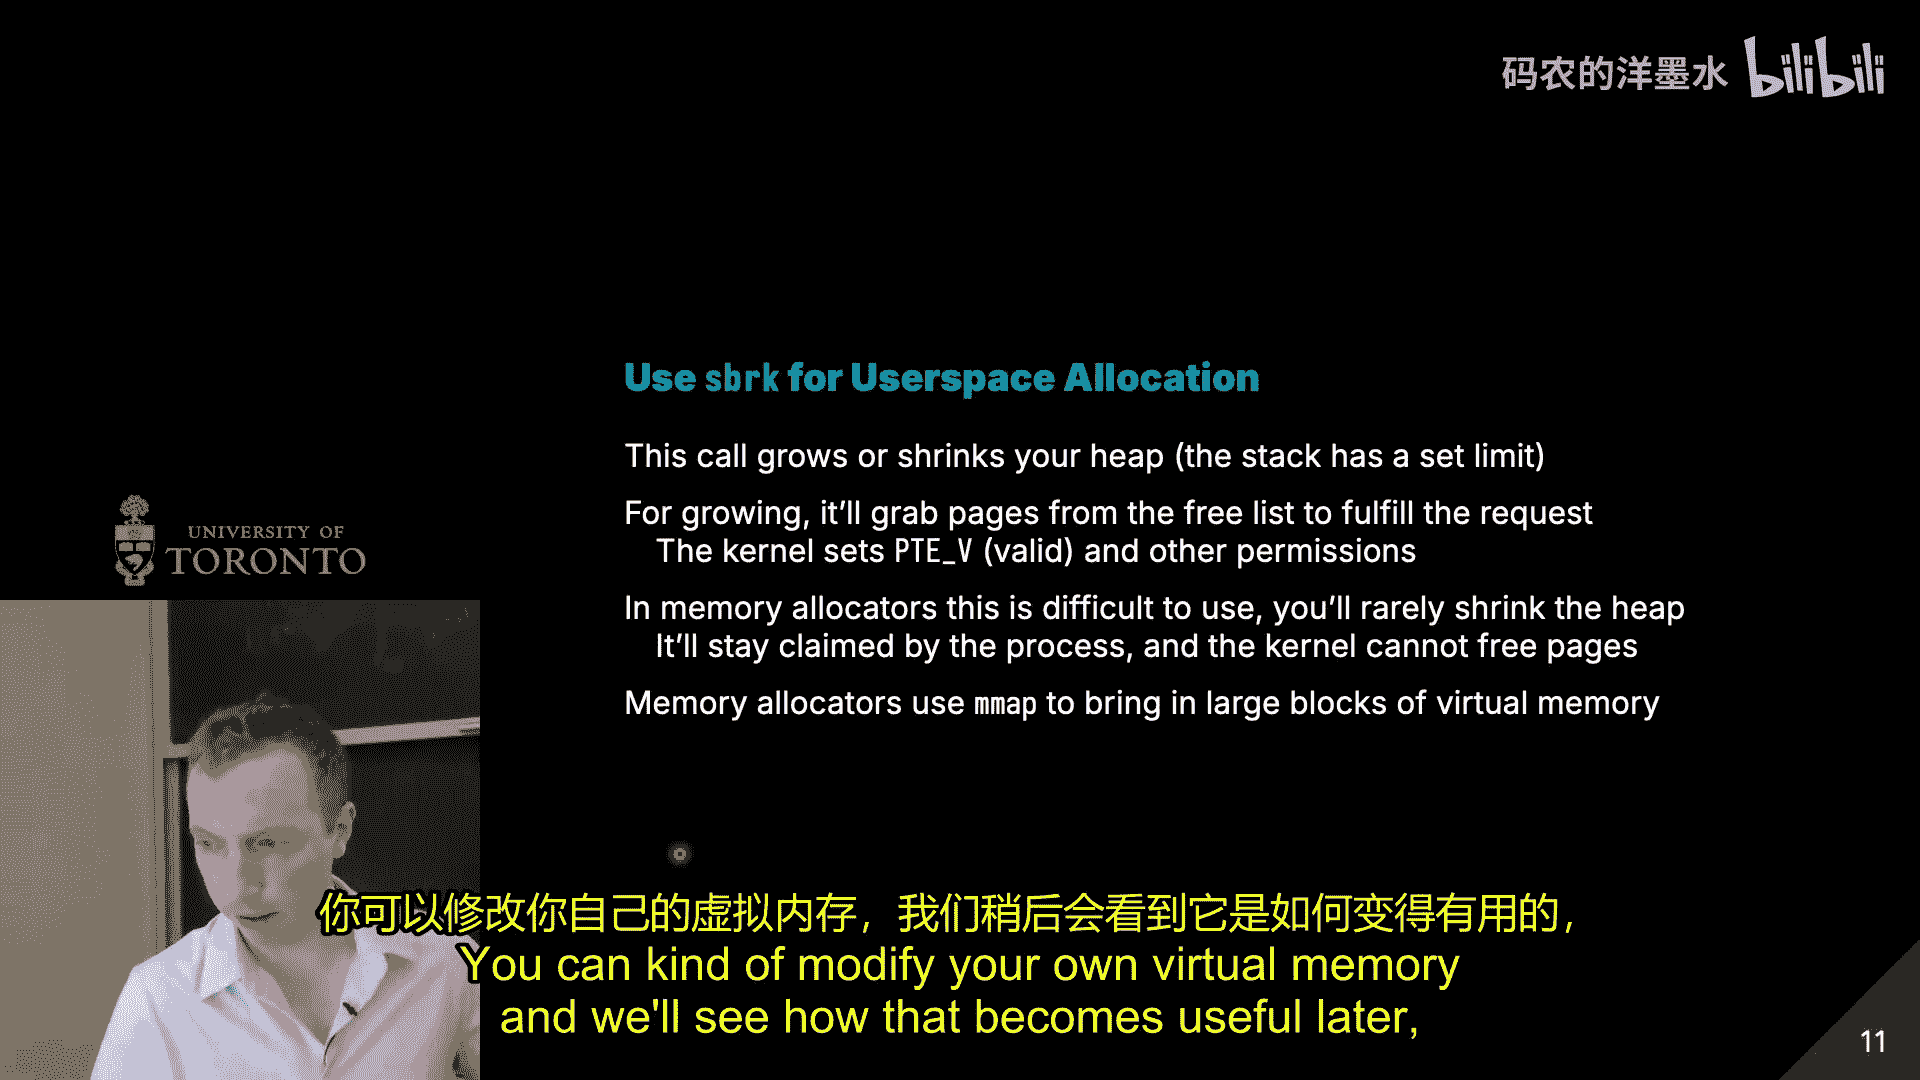 码农的洋墨水 bilibili
Use sbrk for Userspace Allocation
This call grows or shrinks your heap (the stack has a set limit)
For growing, it'll grab pages from the free list to fulfill the request
The kernel sets PTE_V (valid) and other permissions
UNIVERSITY OF
TORONTO
In memory allocators this is difficult to use, you'll rarely shrink the heap
It'll stay claimed by the process, and the kernel cannot free pages
Memory allocators use mmap to bring in large blocks of virtual memory
你可以修改你自己的虚拟内存，我们稍后会看到它是如何变得有用的，
You can kind of modify your own virtual memory
and we'll see how that becomes useful later,
11